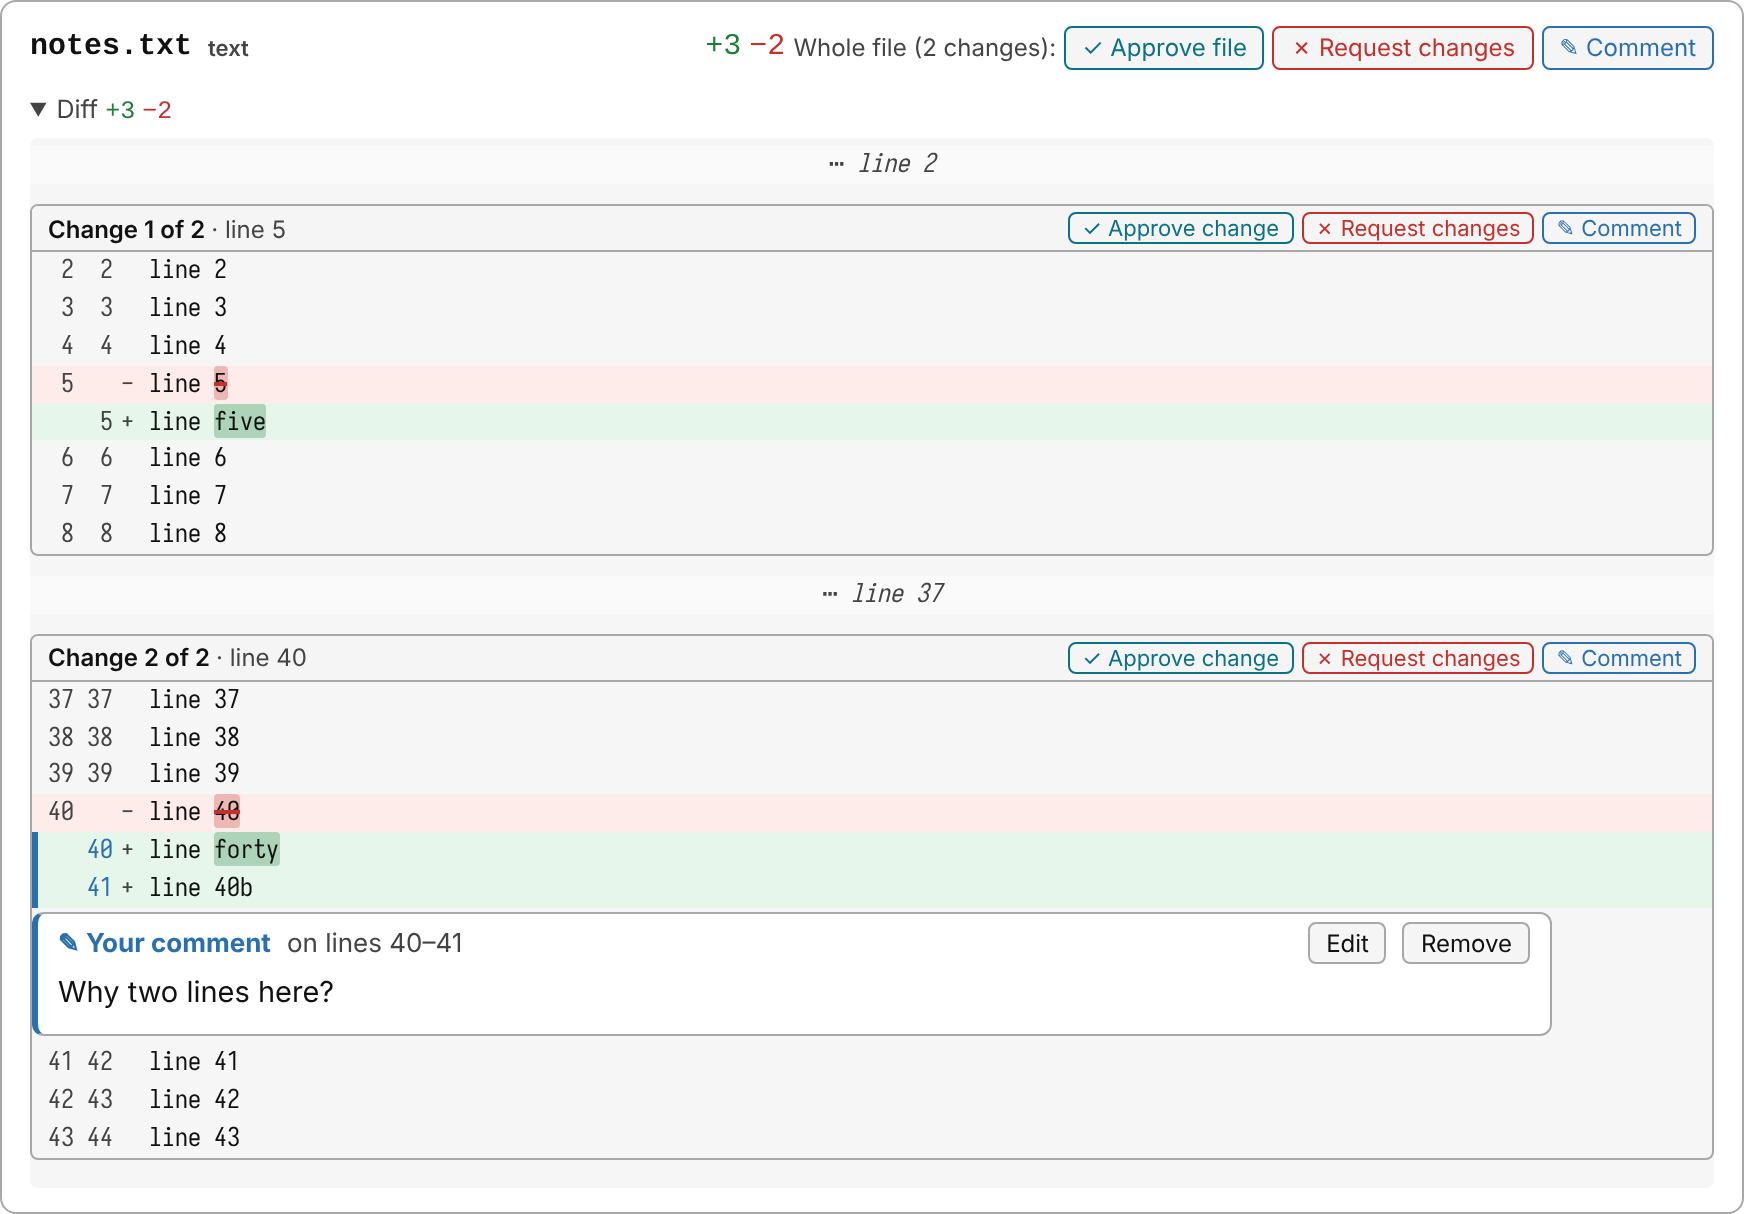 notes.txt text +3 −2 Whole file (2 changes): ✓ Approve file × Request changes ✎ Comment
▼ Diff +3 −2
⋯ line 2
Change 1 of 2 · line 5 ✓ Approve change × Request changes ✎ Comment
2 2 line 2
3 3 line 3
4 4 line 4
5 − line 5
5 + line five
6 6 line 6
7 7 line 7
8 8 line 8
⋯ line 37
Change 2 of 2 · line 40 ✓ Approve change × Request changes ✎ Comment
37 37 line 37
38 38 line 38
39 39 line 39
40 − line 40
40 + line forty
41 + line 40b
✎ Your comment on lines 40–41 Edit Remove
Why two lines here?
41 42 line 41
42 43 line 42
43 44 line 43